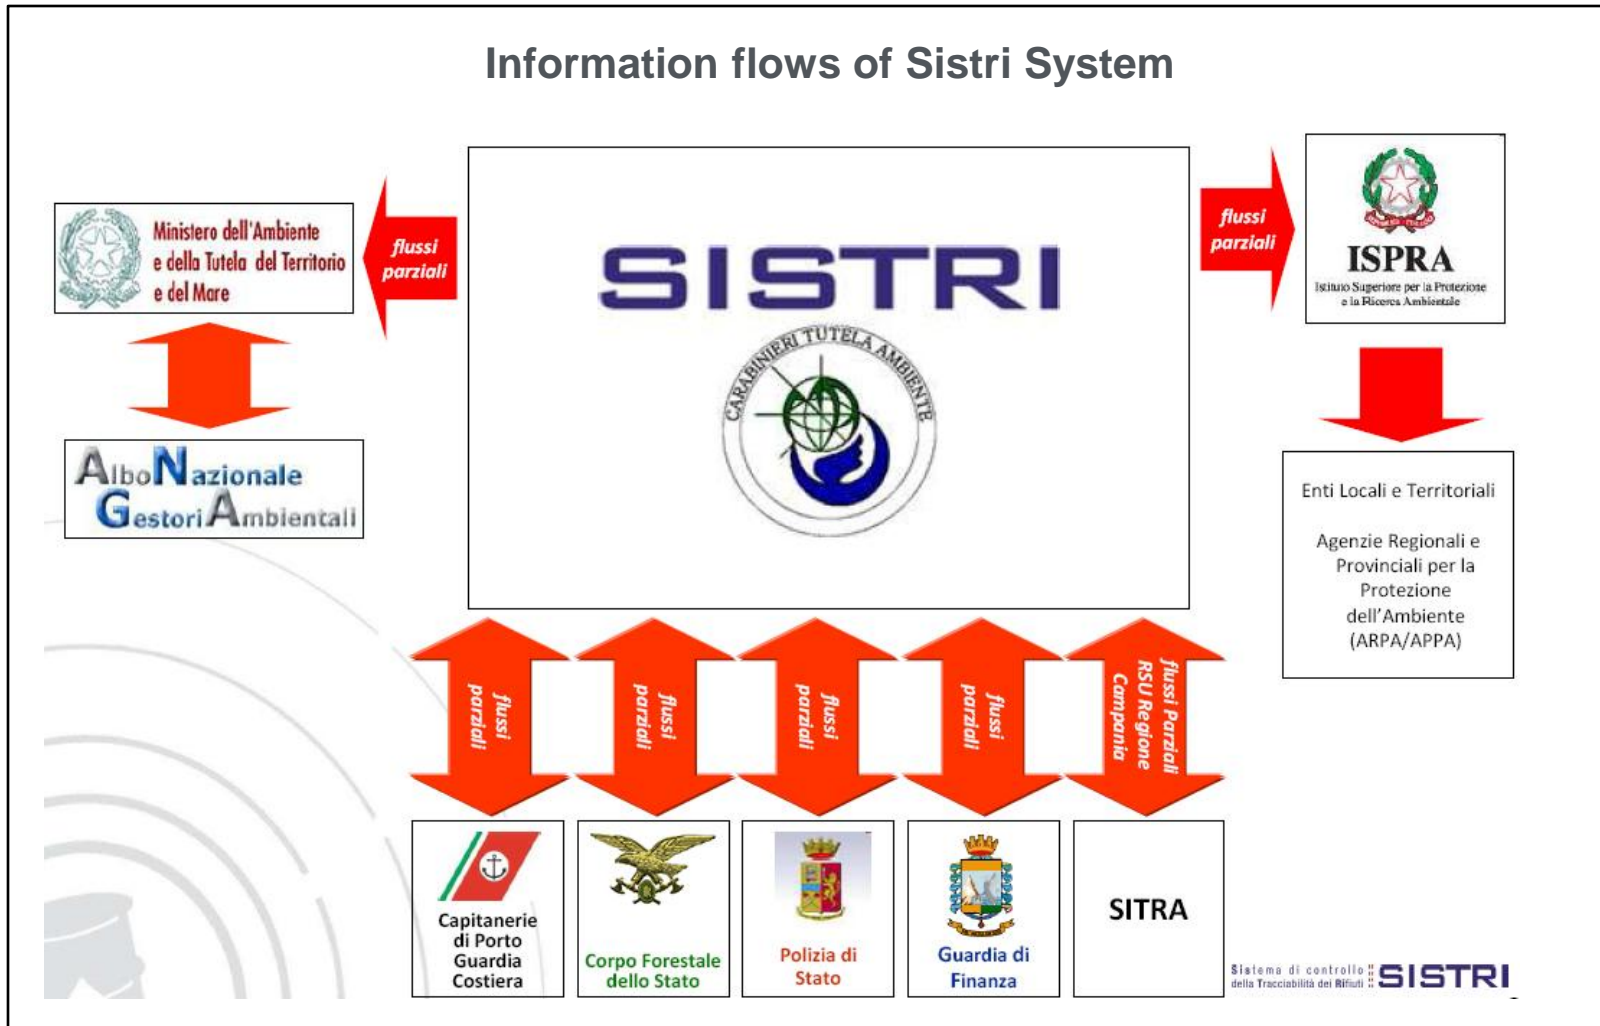 Information flows of Sistri System
Ministero dell'Ambiente
e della Tutela del Territorio
e del Mare
flussi
parziali
SISTRI
CARABINIERI TUTELA AMBIENTE
flussi
parziali
ISPRA
Istituto Superiore per la Protezione
e la Ricerca Ambientale
Albo Nazionale
Gestori Ambientali
Enti Locali e Territoriali
Agenzie Regionali e
Provinciali per la
Protezione
dell'Ambiente
(ARPA/APPA)
flussi
parziali
flussi
parziali
flussi
parziali
flussi
parziali
flussi Parziali
RSU Regione
Campania
Capitanerie
di Porto
Guardia
Costiera
Corpo Forestale
dello Stato
Polizia di
Stato
Guardia di
Finanza
SITRA
Sistema di controllo
della Tracciabilità dei Rifiuti
SISTRI